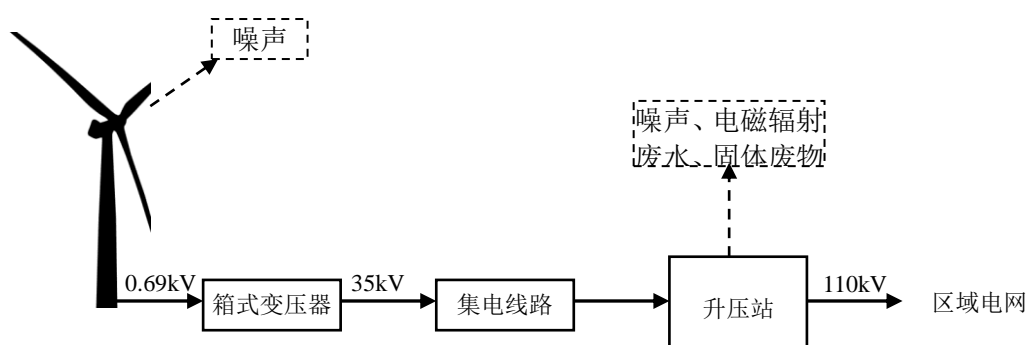 噪声
噪声、电磁辐射
废水、固体废物
0.69kV
箱式变压器
35kV
集电线路
升压站
110kV
区域电网